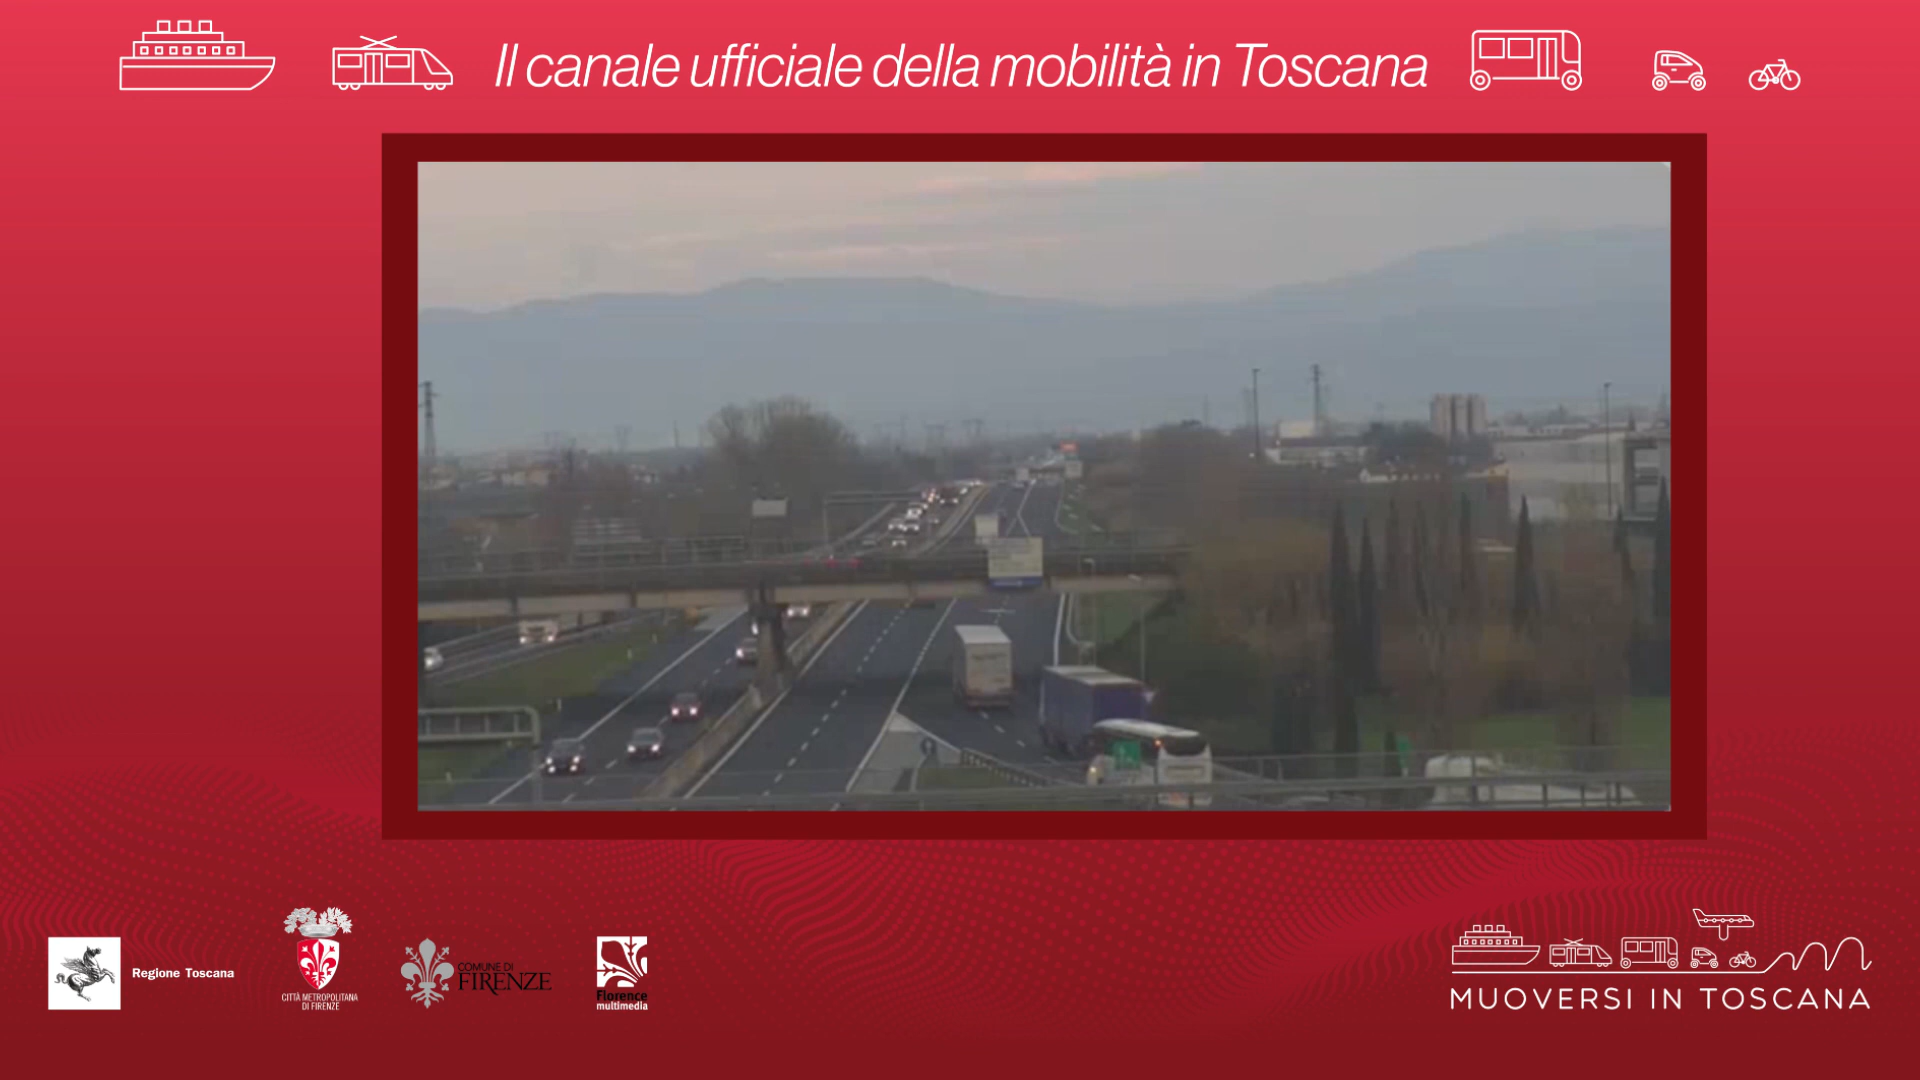 Il canale ufficiale della mobilità in Toscana
Regione Toscana
CITTÀ METROPOLITANA
DI FIRENZE
COMUNE DI
FIRENZE
Florence
multimedia
MUOVERSI IN TOSCANA